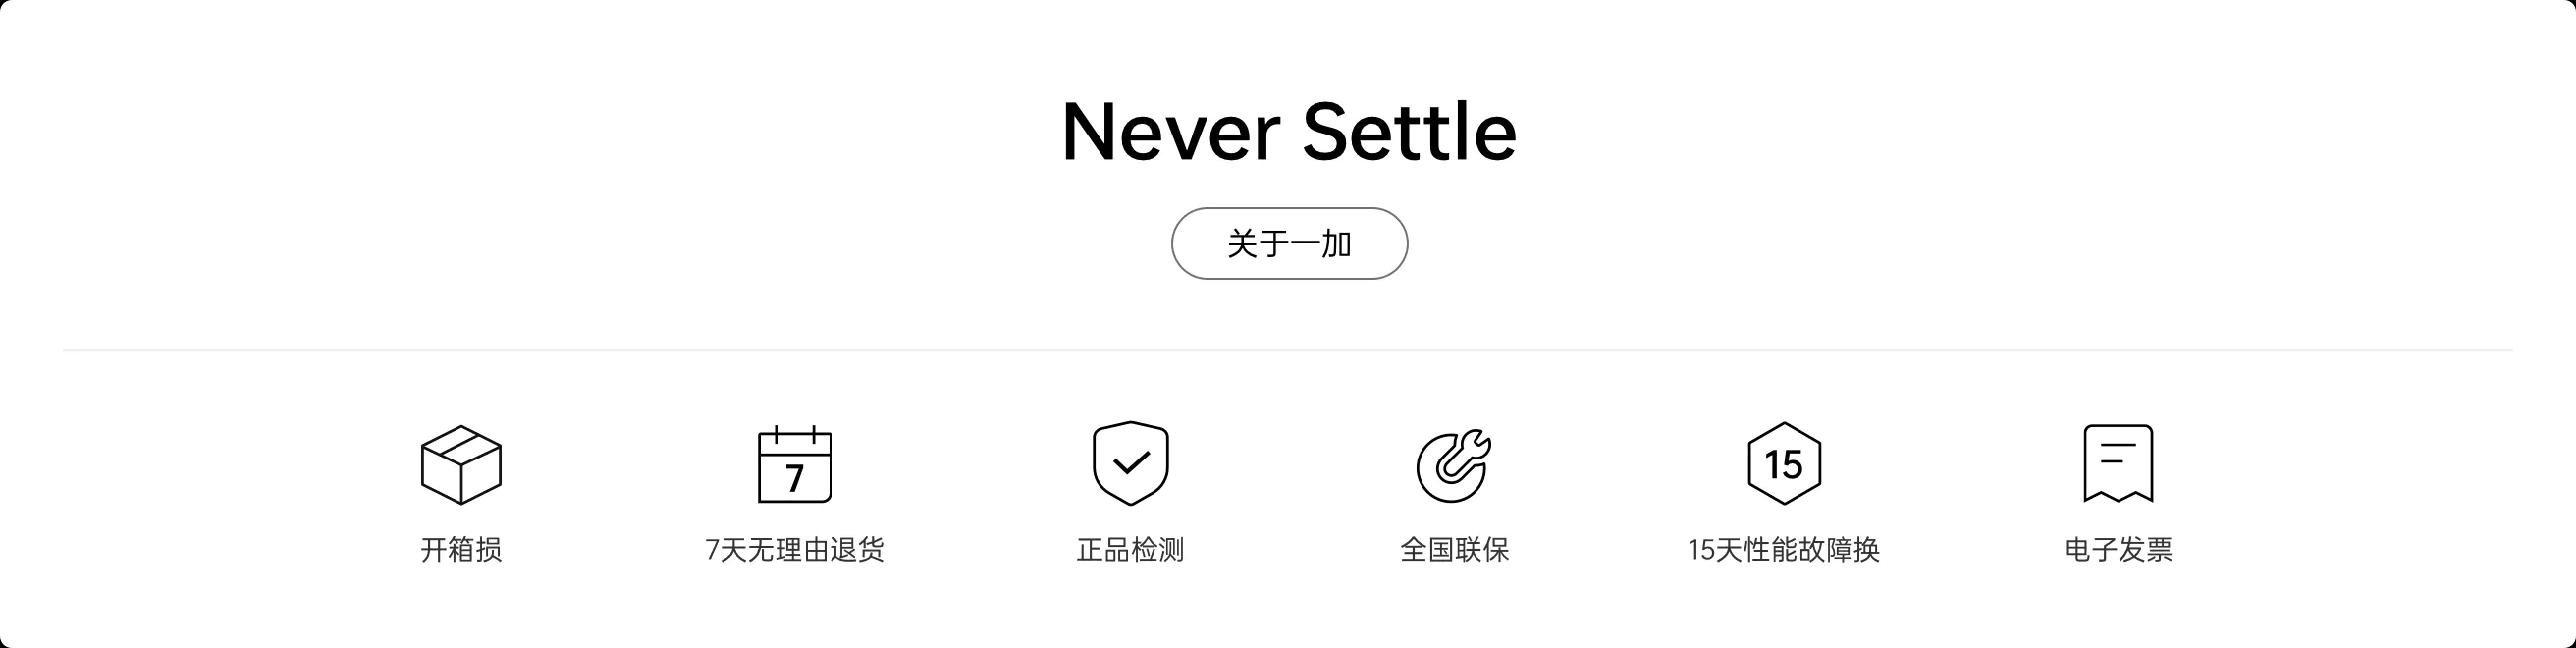 Never Settle
关于一加
7
15
开箱损
7天无理由退货
正品检测
全国联保
15天性能故障换
电子发票